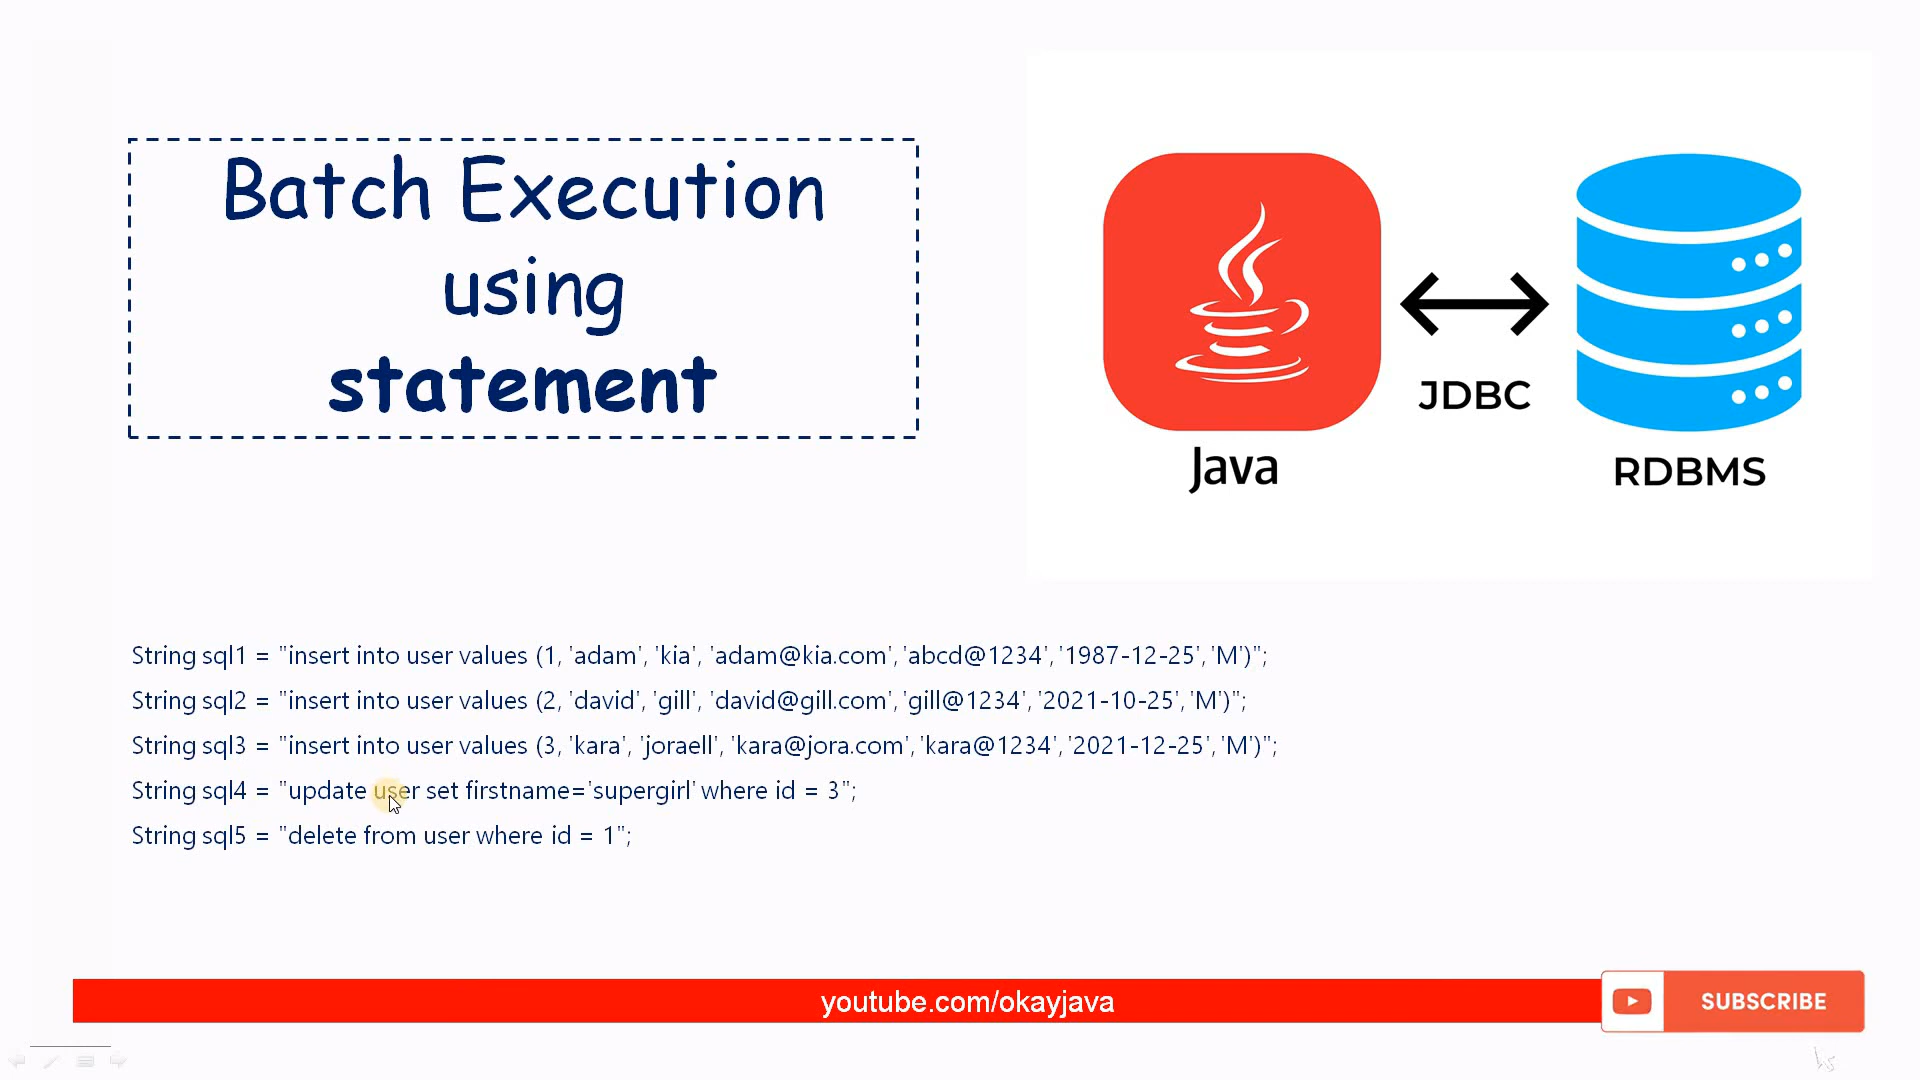 Batch Execution
using
statement
JDBC
Java
RDBMS
String sql1 = "insert into user values (1, 'adam', 'kia', 'adam@kia.com','abcd@1234','1987-12-25','M')";
String sql2 = "insert into user values (2, 'david', 'gill', 'david@gill.com','gill@1234','2021-10-25','M')";
String sql3 = "insert into user values (3, 'kara', 'joraell', 'kara@jora.com','kara@1234','2021-12-25','M')";
String sql4 = "update user set firstname='supergirl' where id = 3";
String sql5 = "delete from user where id = 1";
youtube.com/okayjava
SUBSCRIBE